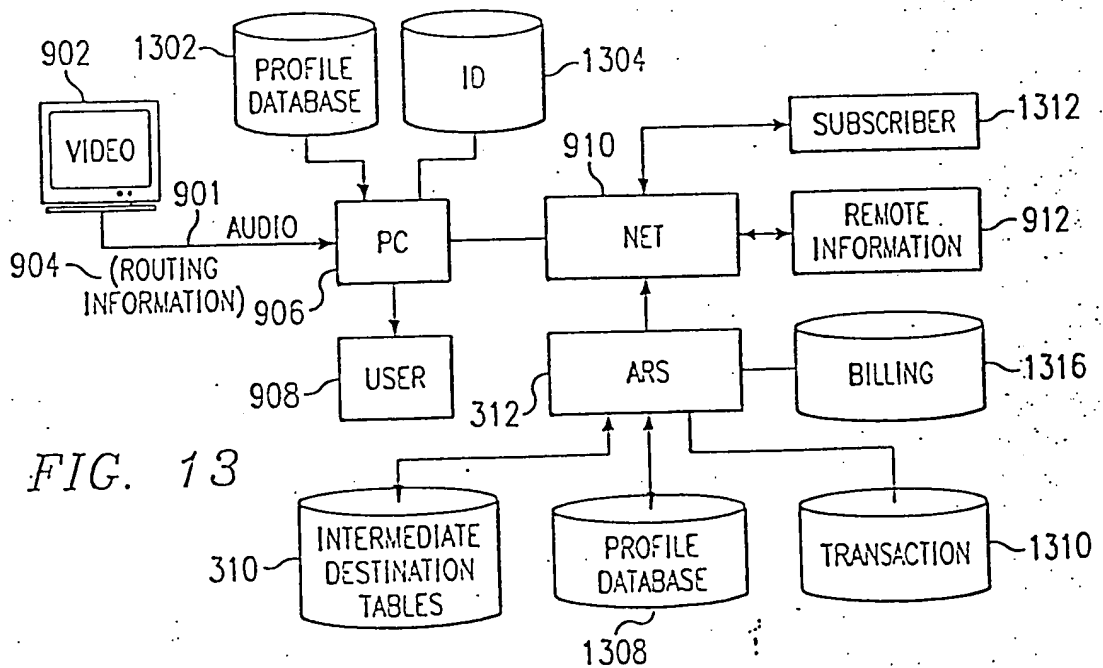 1302
902
PROFILE
DATABASE
ID
1304
VIDEO
910
SUBSCRIBER
1312
901
AUDIO
PC
NET
REMOTE
INFORMATION
912
904
(ROUTING
INFORMATION)
906
USER
908
ARS
312
BILLING
1316
FIG. 13
INTERMEDIATE
DESTINATION
TABLES
310
PROFILE
DATABASE
1308
TRANSACTION
1310